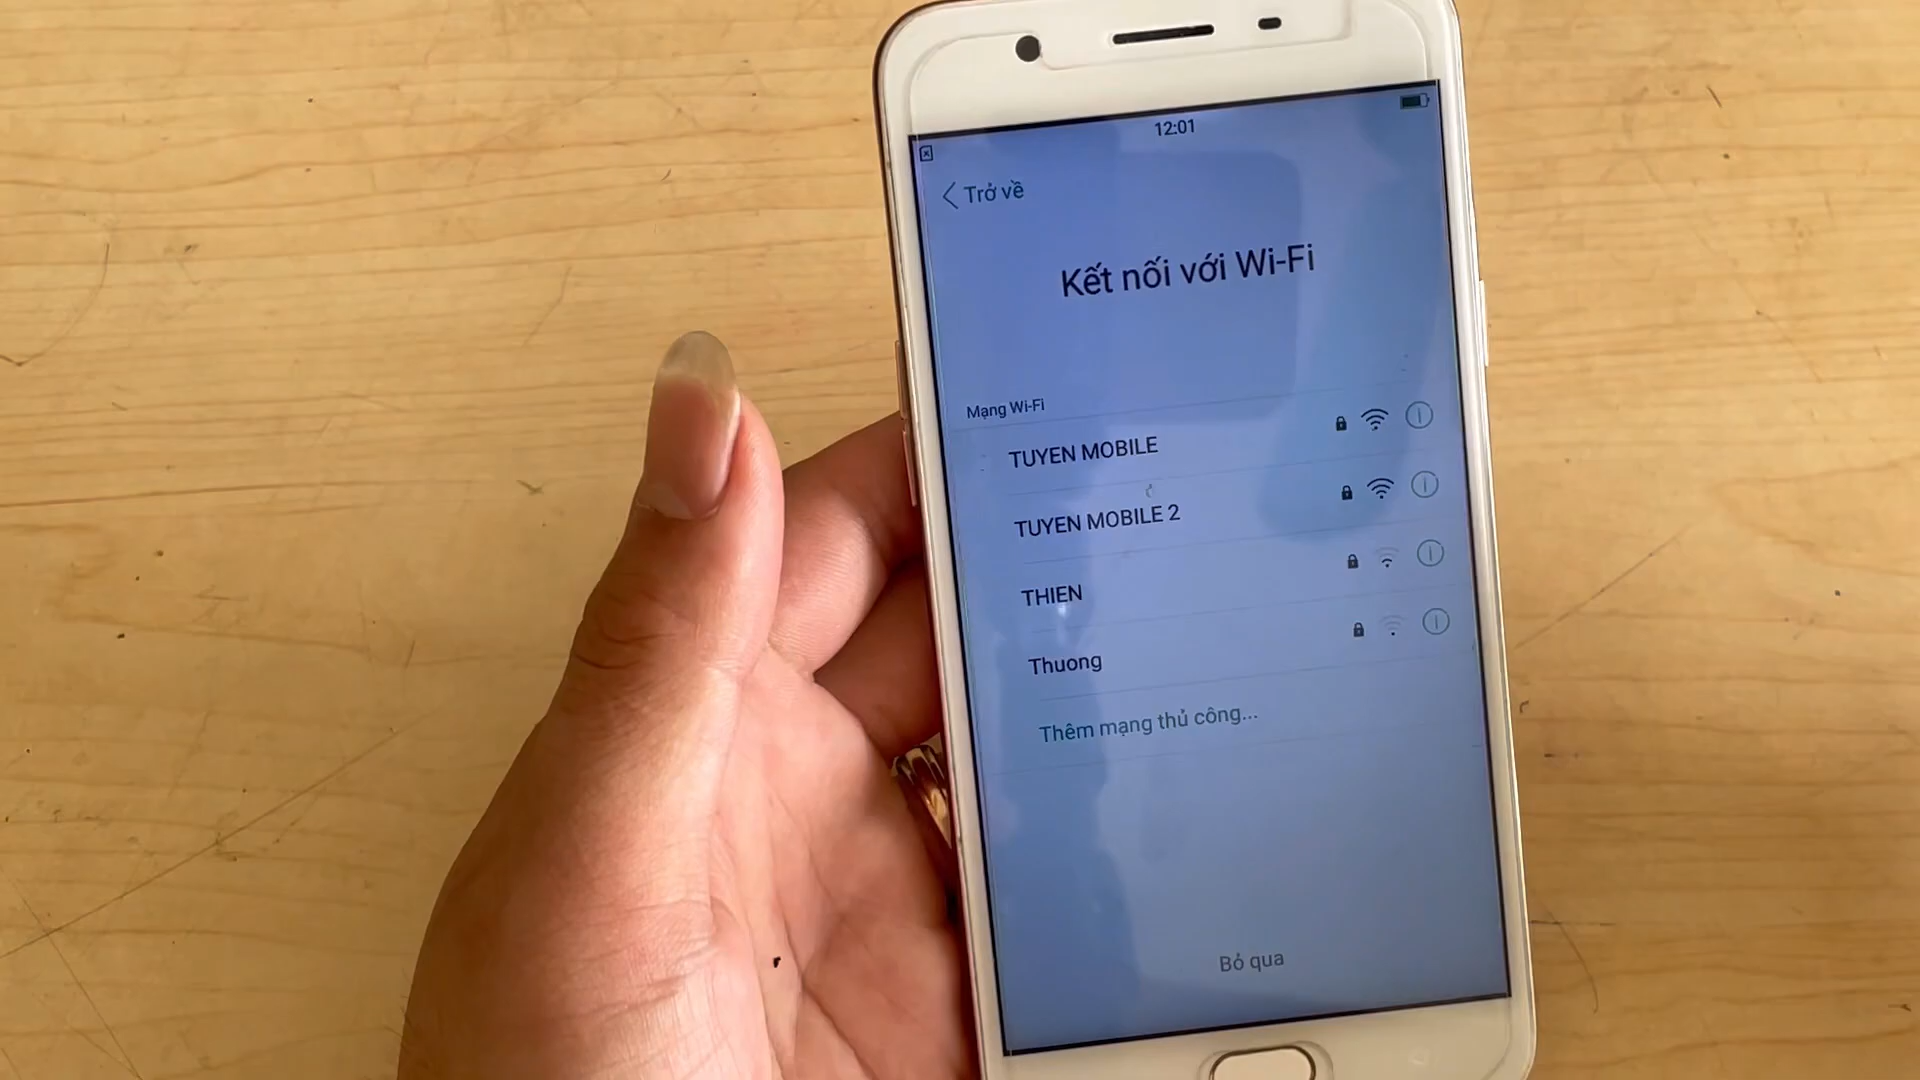 12:01
Trở về
Kết nối với Wi-Fi
Mạng Wi-Fi
TUYEN MOBILE
TUYEN MOBILE 2
THIEN
Thuong
Thêm mạng thủ công...
Bỏ qua